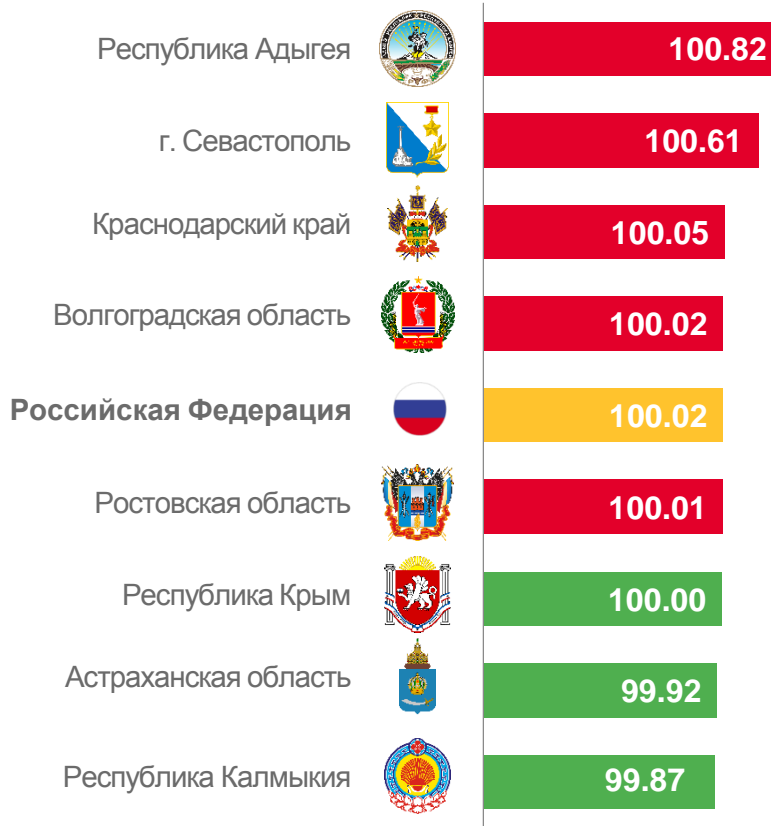 Республика Адыгея 100.82
г. Севастополь 100.61
Краснодарский край 100.05
Волгоградская область 100.02
Российская Федерация 100.02
Ростовская область 100.01
Республика Крым 100.00
Астраханская область 99.92
Республика Калмыкия 99.87